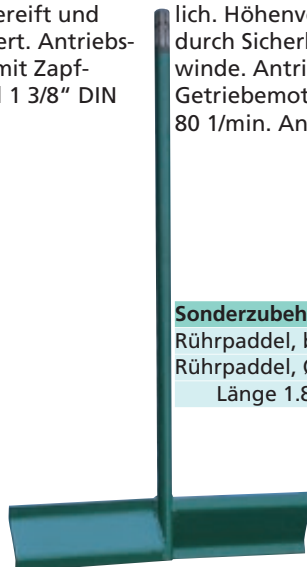 ereift und
ert. Antriebs-
mit Zapf-
1 3/8“ DIN
lich. Höhenv
durch Sicherh
winde. Antri
Getriebemot
80 1/min. An
Sonderzubeh
Rührpaddel, b
Rührpaddel, Ø
Länge 1.8